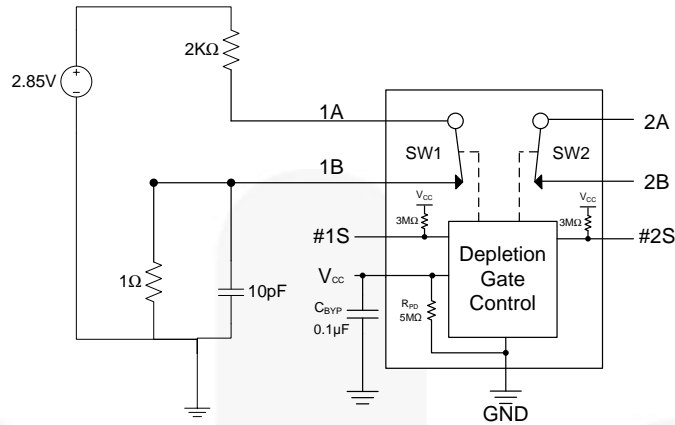 2KΩ
2.85V
1A
2A
SW1
SW2
1B
2B
VCC
VCC
3MΩ
3MΩ
#1S
#2S
Depletion
Gate
Control
VCC
1Ω
10pF
CBYP
0.1µF
RPD
5MΩ
GND